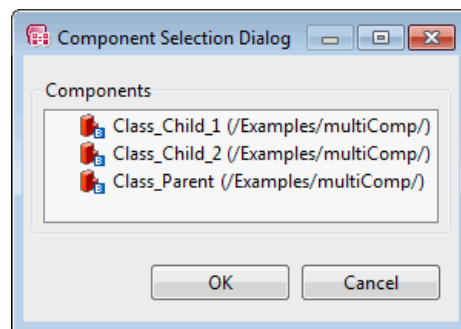 Component Selection Dialog
Components
Class_Child_1 (/Examples/multiComp/)
Class_Child_2 (/Examples/multiComp/)
Class_Parent (/Examples/multiComp/)
OK Cancel